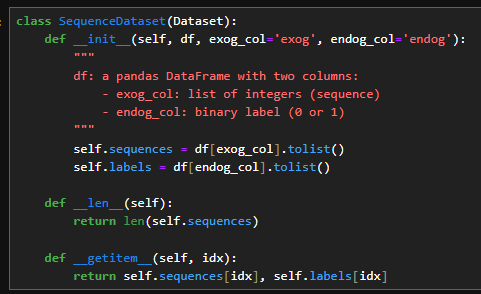 class SequenceDataset(Dataset):
    def __init__(self, df, exog_col='exog', endog_col='endog'):
        """
        df: a pandas DataFrame with two columns:
            - exog_col: list of integers (sequence)
            - endog_col: binary label (0 or 1)
        """
        self.sequences = df[exog_col].tolist()
        self.labels = df[endog_col].tolist()

    def __len__(self):
        return len(self.sequences)

    def __getitem__(self, idx):
        return self.sequences[idx], self.labels[idx]